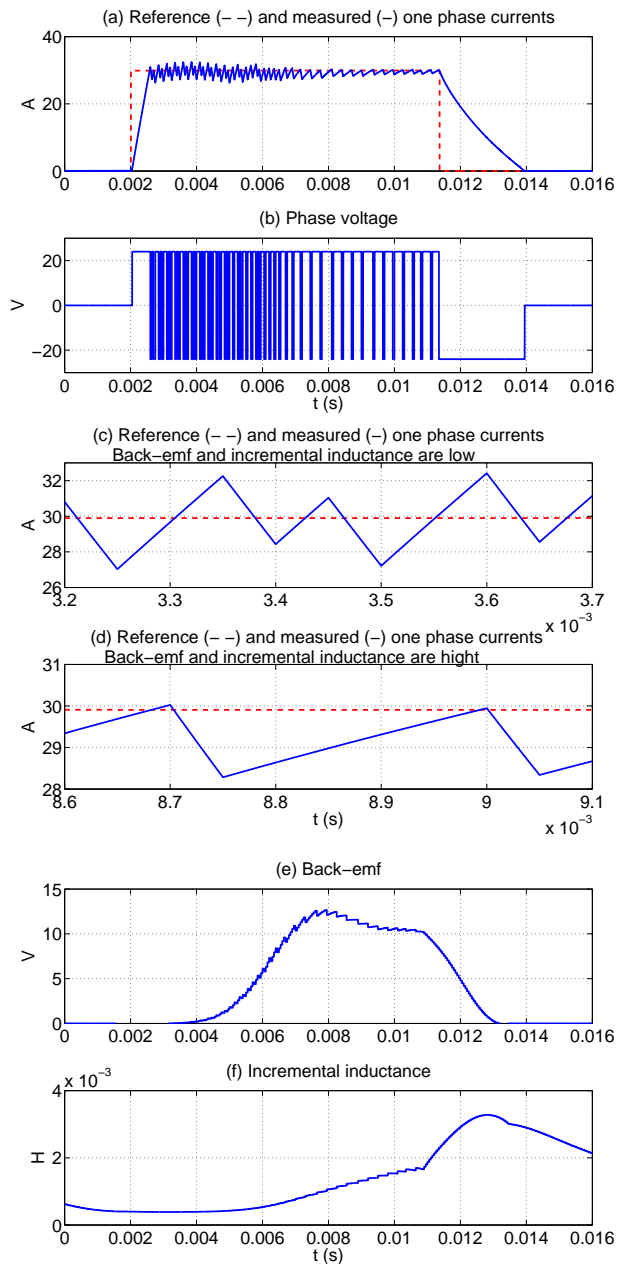 (a) Reference (− −) and measured (−) one phase currents
40
20
0
A
0 0.002 0.004 0.006 0.008 0.01 0.012 0.014 0.016
(b) Phase voltage
20
0
−20
V
0 0.002 0.004 0.006 0.008 0.01 0.012 0.014 0.016
t (s)
(c) Reference (− −) and measured (−) one phase currents
Back−emf and incremental inductance are low
32
30
28
26
A
3.2 3.3 3.4 3.5 3.6 3.7
x 10−3
(d) Reference (− −) and measured (−) one phase currents
Back−emf and incremental inductance are hight
31
30
29
28
A
8.6 8.7 8.8 8.9 9 9.1
t (s)
x 10−3
(e) Back−emf
15
10
5
0
V
0 0.002 0.004 0.006 0.008 0.01 0.012 0.014 0.016
x 10−3
(f) Incremental inductance
4
2
0
H
0 0.002 0.004 0.006 0.008 0.01 0.012 0.014 0.016
t (s)